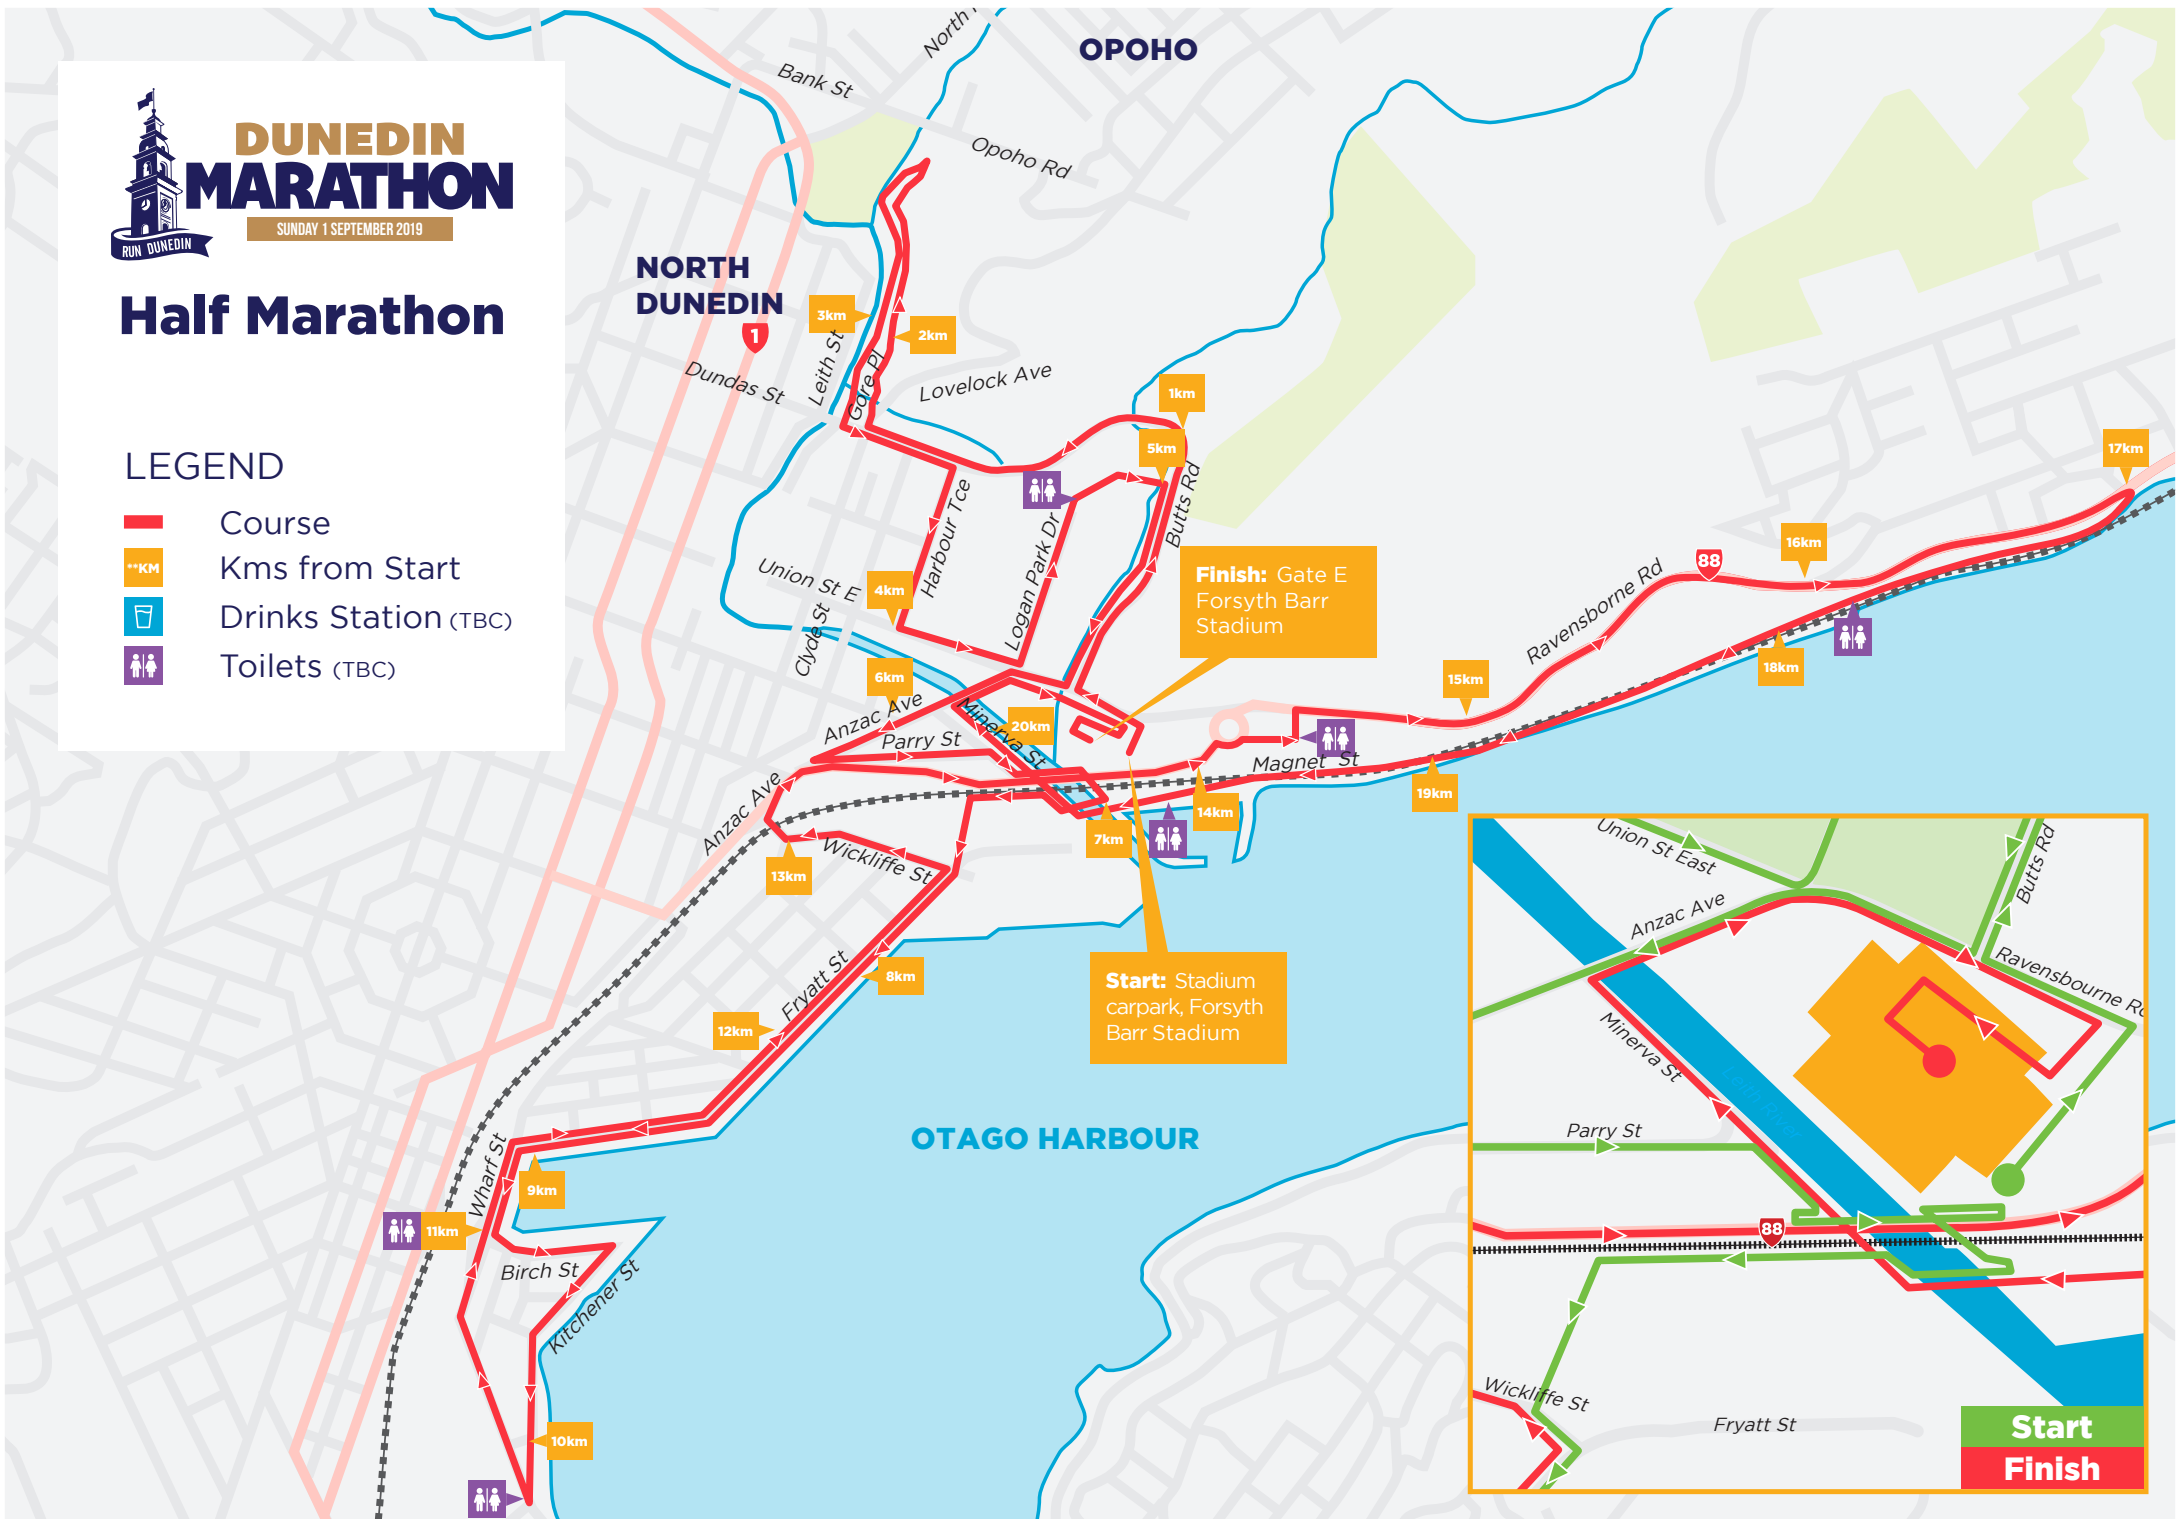 DUNEDIN
MARATHON
SUNDAY 1 SEPTEMBER 2019
RUN DUNEDIN
Half Marathon
LEGEND
Course
**KM
Kms from Start
Drinks Station (TBC)
Toilets (TBC)
OPOHO
North
Bank St
Opoho Rd
NORTH
DUNEDIN
1
3km
2km
Leith St
Gore Pl
Dundas St
Lovelock Ave
1km
5km
Butts Rd
Harbour Tce
Logan Park Dr
Union St E
Clyde St
4km
6km
Anzac Ave
Minerva St
20km
Parry St
Finish: Gate E
Forsyth Barr
Stadium
17km
16km
88
Ravensborne Rd
15km
18km
Magnet St
19km
14km
7km
Anzac Ave
Wickliffe St
13km
Fryatt St
8km
12km
Start: Stadium
carpark, Forsyth
Barr Stadium
OTAGO HARBOUR
Wharf St
9km
11km
Birch St
Kitchener St
10km
Union St East
Butts Rd
Anzac Ave
Ravensbourne
Minerva St
Leith River
Parry St
88
Wickliffe St
Fryatt St
Start
Finish